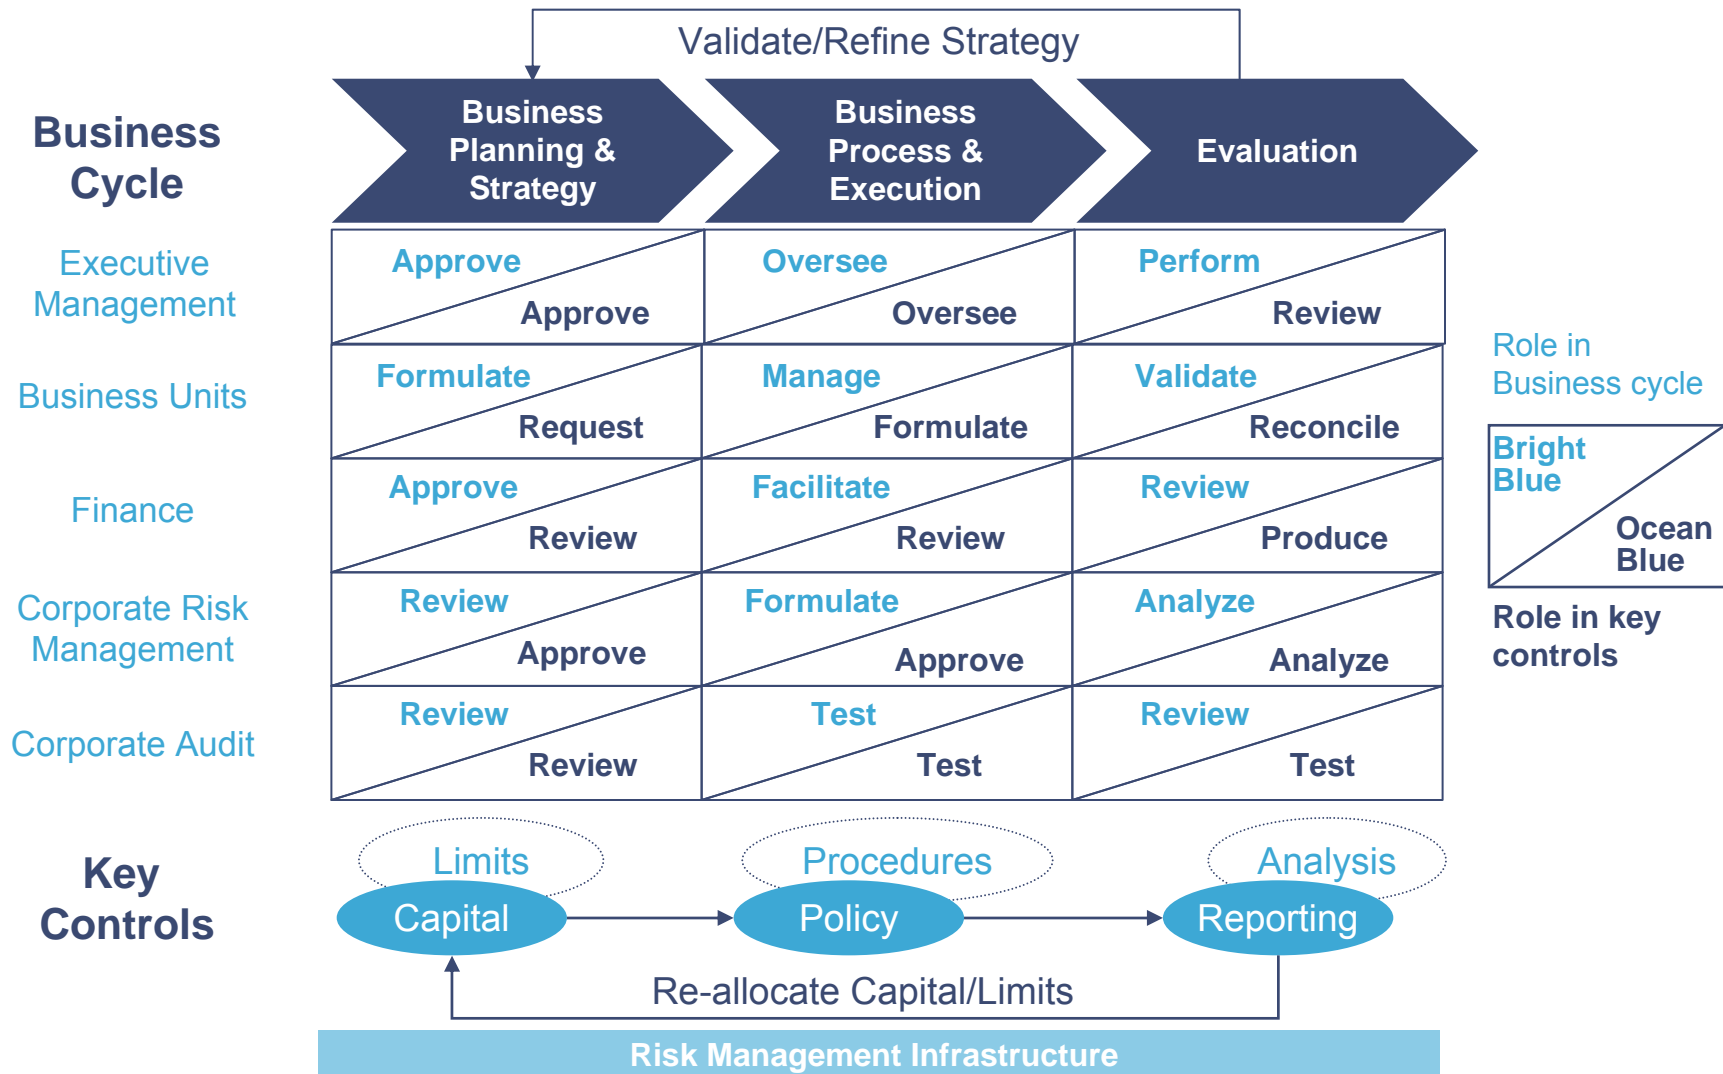 Validate/Refine Strategy
Business
Cycle
Business
Planning &
Strategy
Business
Process &
Execution
Evaluation
Executive
Management
Approve
Approve
Oversee
Oversee
Perform
Review
Business Units
Formulate
Request
Manage
Formulate
Validate
Reconcile
Finance
Approve
Review
Facilitate
Review
Review
Produce
Corporate Risk
Management
Review
Approve
Formulate
Approve
Analyze
Analyze
Corporate Audit
Review
Review
Test
Test
Review
Test
Role in
Business cycle
Bright
Blue
Ocean
Blue
Role in key
controls
Key
Controls
Limits
Capital
Procedures
Policy
Analysis
Reporting
Re-allocate Capital/Limits
Risk Management Infrastructure